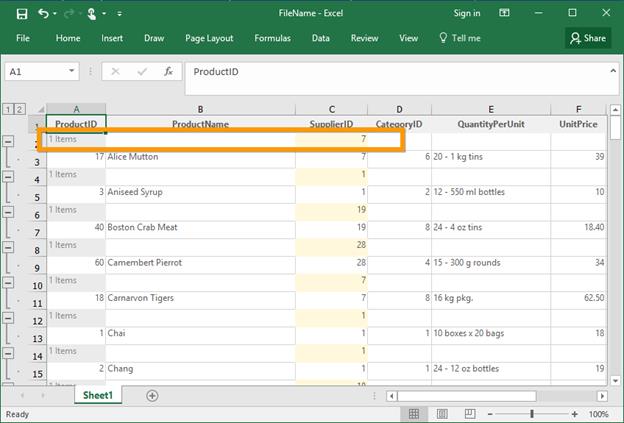 FileName - Excel
Sign in
File Home Insert Draw Page Layout Formulas Data Review View Tell me Share
A1 fx ProductID
1 2
A B C D E F
1 ProductID ProductName SupplierID CategoryID QuantityPerUnit UnitPrice
2 1 Items 7
3 17 Alice Mutton 7 6 20 - 1 kg tins 39
4 1 Items 1
5 3 Aniseed Syrup 1 2 12 - 550 ml bottles 10
6 1 Items 19
7 40 Boston Crab Meat 19 8 24 - 4 oz tins 18.40
8 1 Items 28
9 60 Camembert Pierrot 28 4 15 - 300 g rounds 34
10 1 Items 7
11 18 Carnarvon Tigers 7 8 16 kg pkg. 62.50
12 1 Items 1
13 1 Chai 1 1 10 boxes x 20 bags 18
14 1 Items 1
15 2 Chang 1 1 24 - 12 oz bottles 19
1 Items
Sheet1
Ready 100%